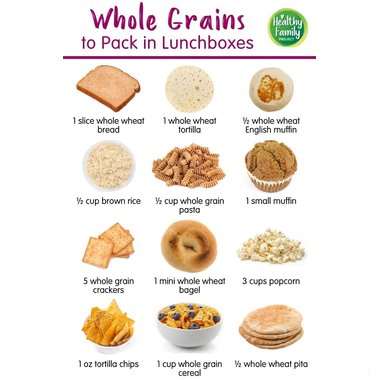 Whole Grains
to Pack in Lunchboxes
Healthy
Family
PROJECT
1 slice whole wheat
bread
1 whole wheat
tortilla
½ whole wheat
English muffin
½ cup brown rice
½ cup whole grain
pasta
1 small muffin
5 whole grain
crackers
1 mini whole wheat
bagel
3 cups popcorn
1 oz tortilla chips
1 cup whole grain
cereal
½ whole wheat pita